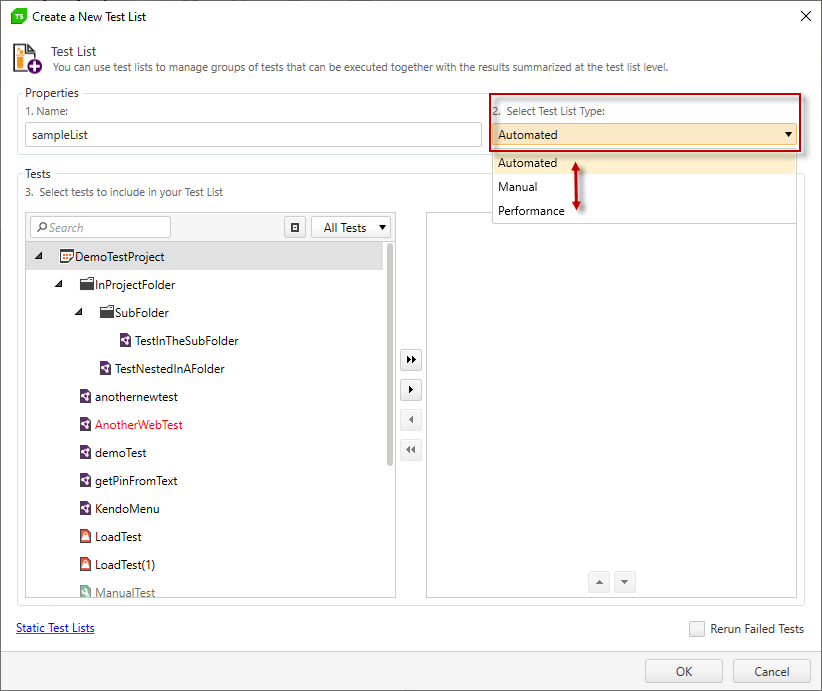 TS Create a New Test List
Test List
You can use test lists to manage groups of tests that can be executed together with the results summarized at the test list level.
Properties
1. Name:
2. Select Test List Type:
sampleList
Automated
Automated
Manual
Performance
Tests
3. Select tests to include in your Test List
Search
All Tests
DemoTestProject
InProjectFolder
SubFolder
TestInTheSubFolder
TestNestedInAFolder
anothernewtest
AnotherWebTest
demoTest
getPinFromText
KendoMenu
LoadTest
LoadTest(1)
ManualTest
Static Test Lists
Rerun Failed Tests
OK
Cancel